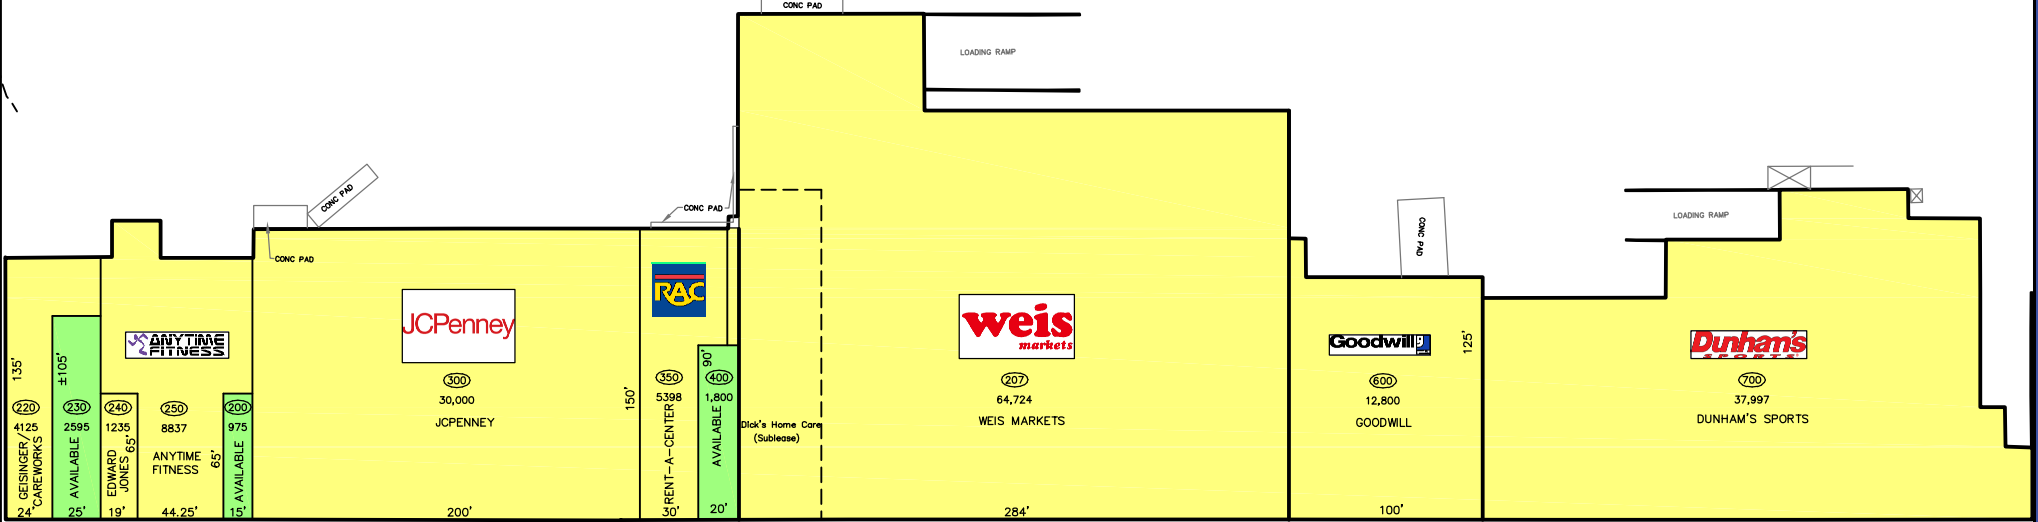 CONC PAD
LOADING RAMP
CONC PAD
CONC PAD
CONC PAD
CONC PAD
LOADING RAMP
135'
220
4125
GEISINGER/
CAREWORKS
24'
±105'
230
2595
AVAILABLE
25'
240
1235
65'
EDWARD
JONES
19'
ANYTIME
FITNESS
250
8837
ANYTIME
FITNESS
44.25'
65'
200
975
AVAILABLE
15'
JCPenney
300
30,000
JCPENNEY
200'
150'
RAC
350
5398
RENT-A-CENTER
30'
90'
400
1,800
AVAILABLE
20'
Dick's Home Care
(Sublease)
weis
markets
207
64,724
WEIS MARKETS
284'
Goodwill
600
12,800
GOODWILL
100'
125'
Dunham's
SPORTS
700
37,997
DUNHAM'S SPORTS